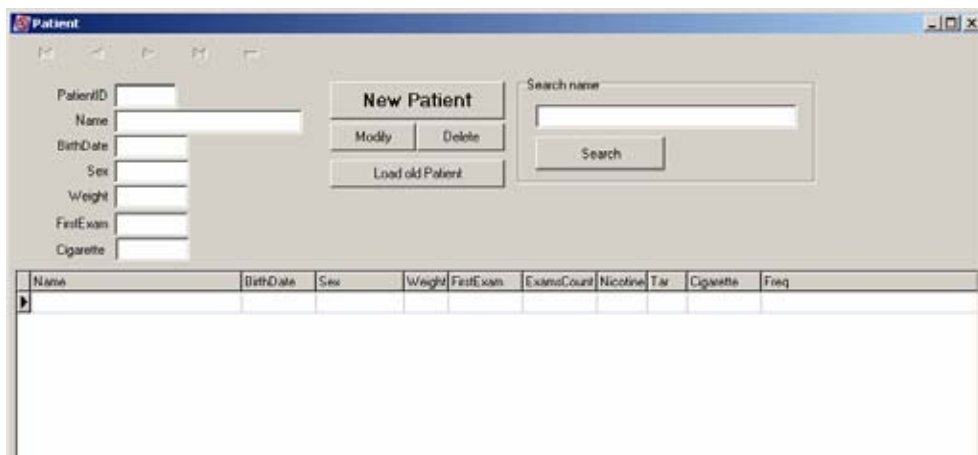 Patient
PatientID
Name
BirthDate
Sex
Weight
FirstExam
Cigarette
New Patient
Modify Delete
Load old Patient
Search name
Search
Name BirthDate Sex Weight FirstExam ExamsCount Nicotine Tar Cigarette Freq